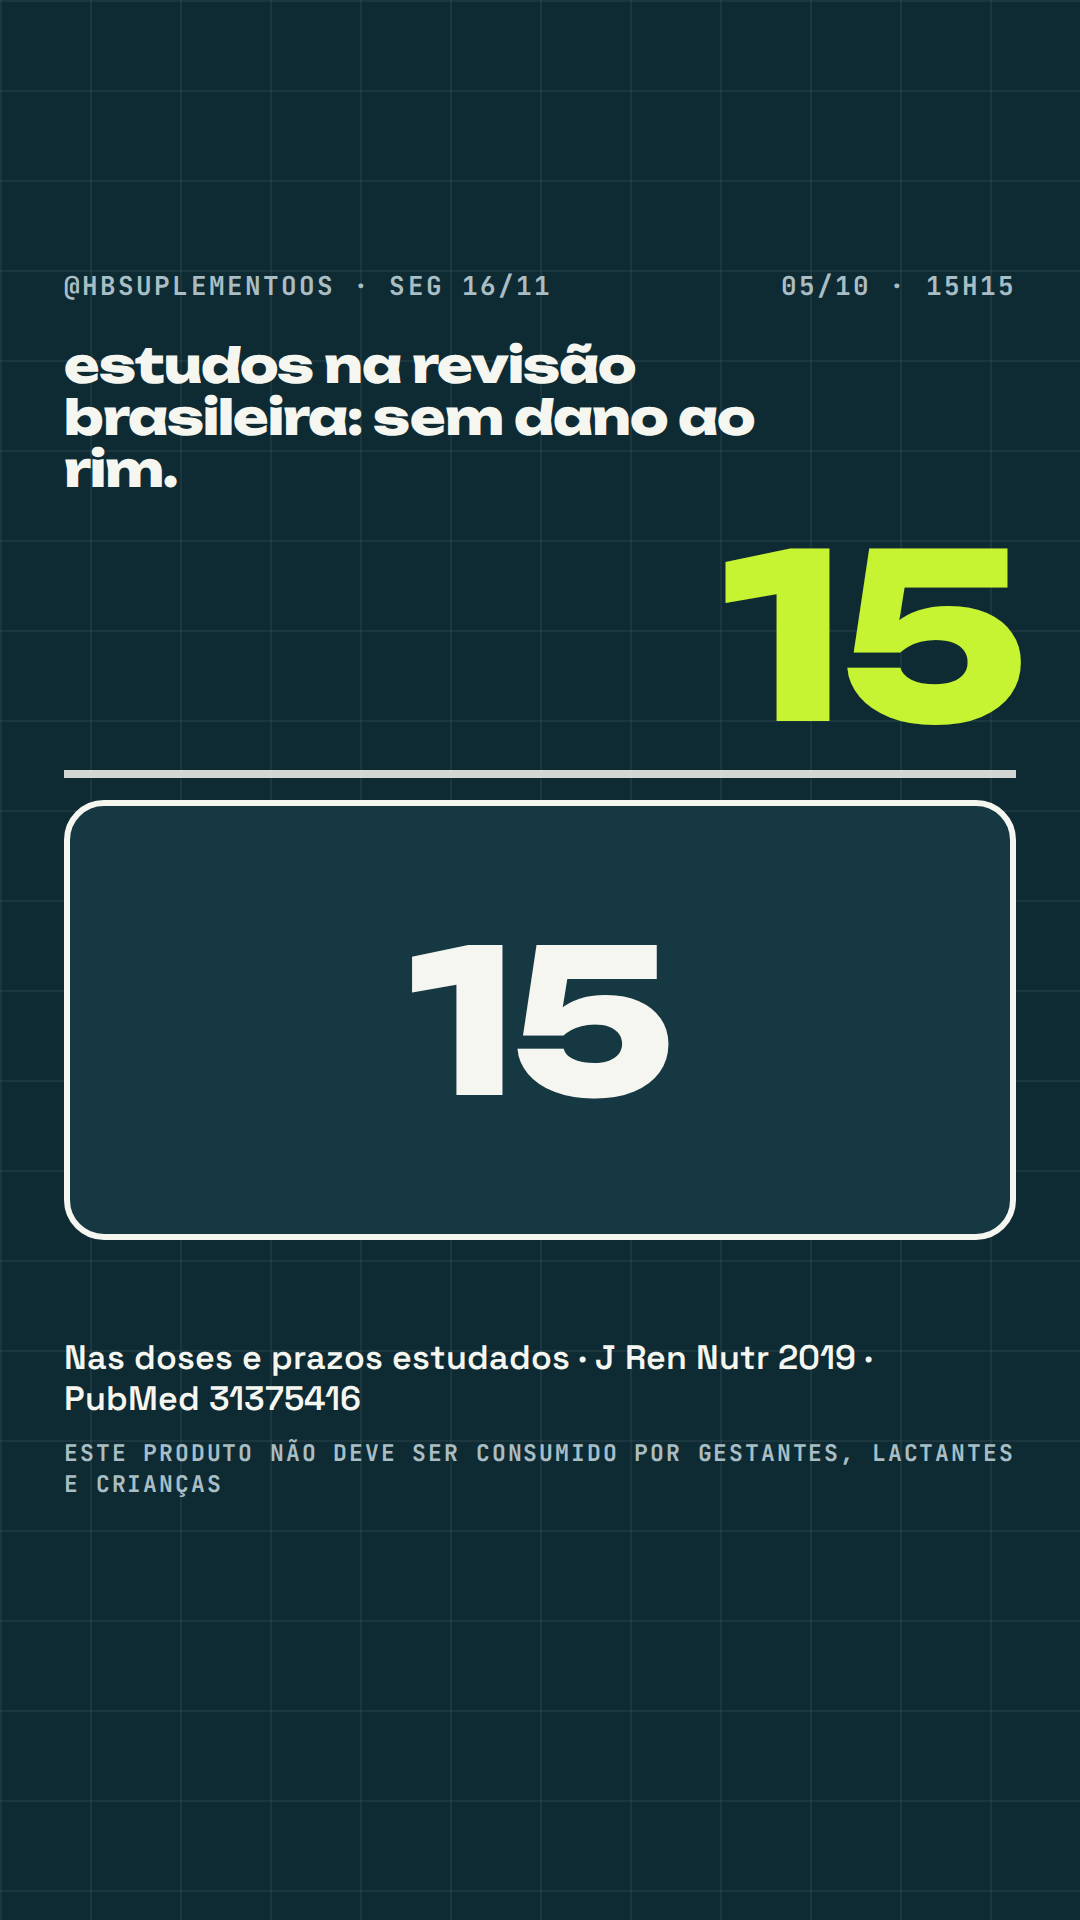 @HBSUPLEMENTOOS · SEG 16/11 05/10 · 15H15
estudos na revisão
brasileira: sem dano ao
rim.
15
15
Nas doses e prazos estudados · J Ren Nutr 2019 ·
PubMed 31375416
ESTE PRODUTO NÃO DEVE SER CONSUMIDO POR GESTANTES, LACTANTES
E CRIANÇAS